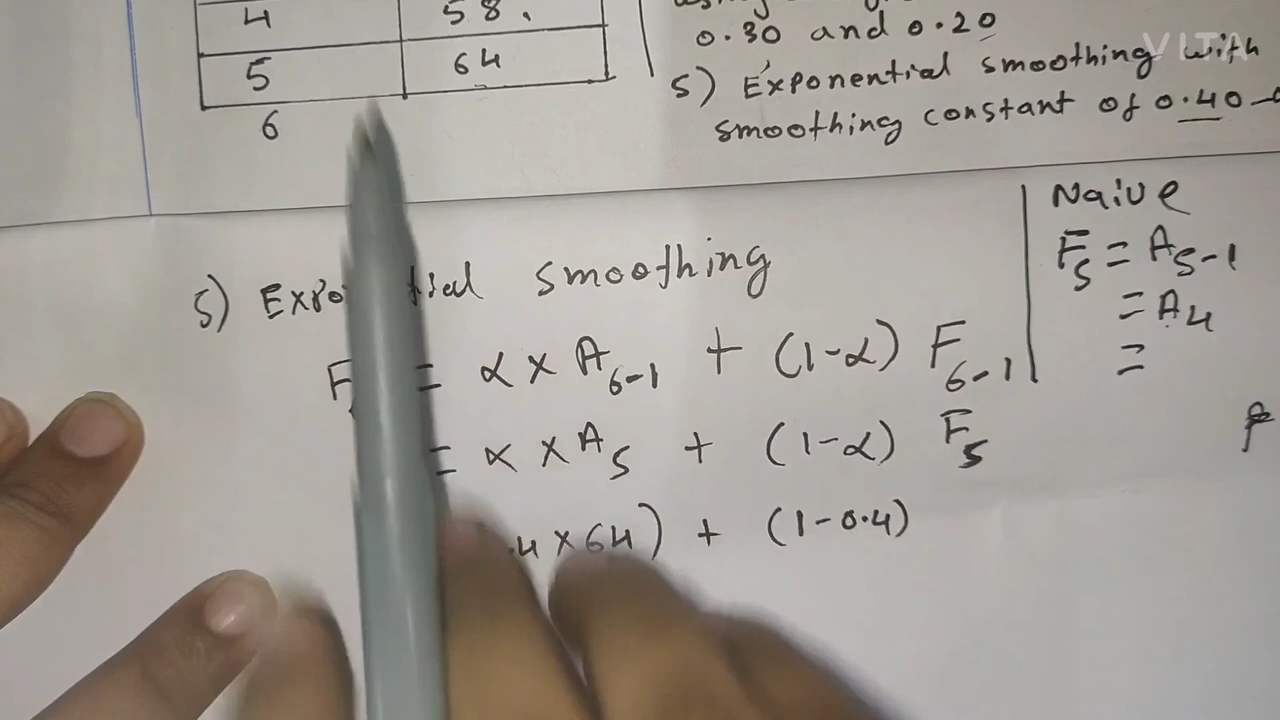 4 58.
5 64
6
0.30 and 0.20
5) Exponential smoothing with
smoothing constant of 0.40
VITA
5) smoothing
= α × A6-1 + (1-α) F6-1
= α × A5 + (1-α) F5
.4 × 64) + (1-0.4)
Naive
F5 = A5-1
= A4
=